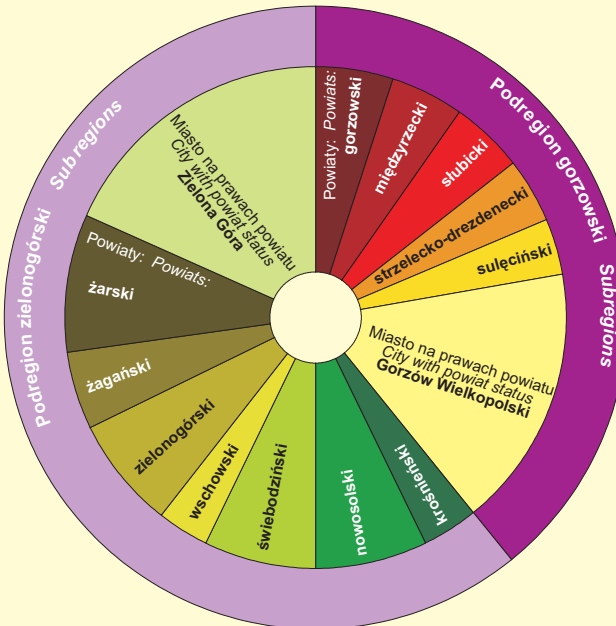 Podregion gorzowski Subregions
Powiaty: Powiats:
gorzowski
międzyrzecki
słubicki
strzelecko-drezdenecki
sulęciński
Miasto na prawach powiatu
City with powiat status
Gorzów Wielkopolski
Podregion zielonogórski Subregions
krośnieński
nowosolski
świebodziński
wschowski
zielonogórski
żagański
Powiaty: Powiats:
żarski
Miasto na prawach powiatu
City with powiat status
Zielona Góra